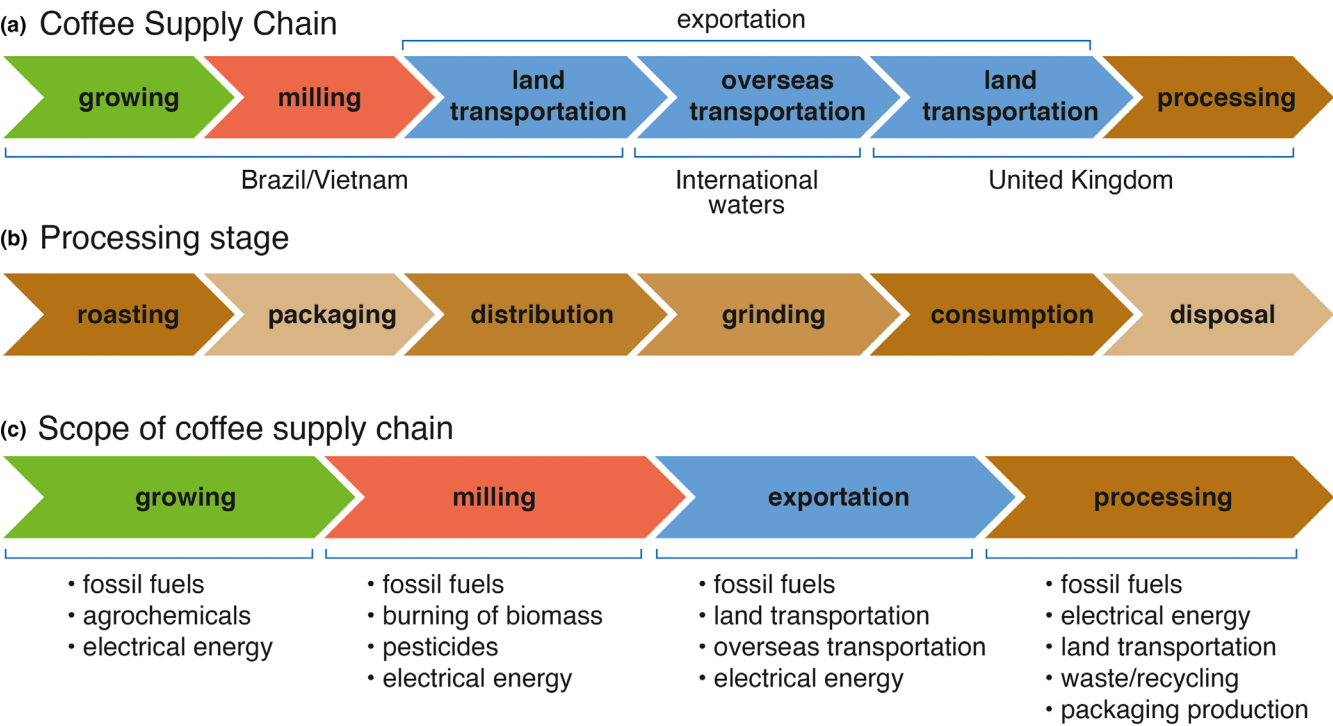 (a) Coffee Supply Chain
exportation
growing
milling
land
transportation
overseas
transportation
land
transportation
processing
Brazil/Vietnam
International
waters
United Kingdom
(b) Processing stage
roasting
packaging
distribution
grinding
consumption
disposal
(c) Scope of coffee supply chain
growing
milling
exportation
processing
• fossil fuels
• agrochemicals
• electrical energy
• fossil fuels
• burning of biomass
• pesticides
• electrical energy
• fossil fuels
• land transportation
• overseas transportation
• electrical energy
• fossil fuels
• electrical energy
• land transportation
• waste/recycling
• packaging production